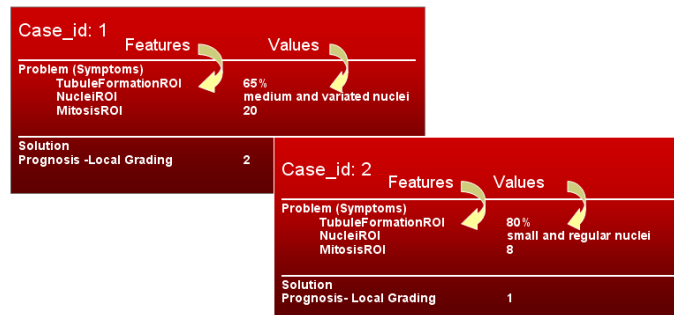 Case_id: 1
Features Values
Problem (Symptoms)
TubuleFormationROI 65%
NucleiROI medium and variated nuclei
MitosisROI 20
Solution
Prognosis -Local Grading 2
Case_id: 2
Features Values
Problem (Symptoms)
TubuleFormationROI 80%
NucleiROI small and regular nuclei
MitosisROI 8
Solution
Prognosis- Local Grading 1